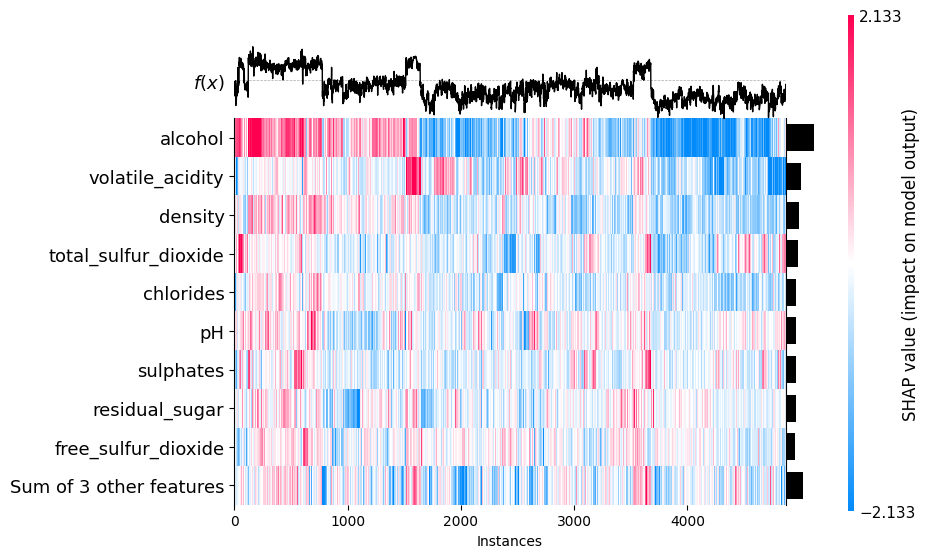 2.133
f(x)
alcohol
volatile_acidity
density
total_sulfur_dioxide
chlorides
pH
sulphates
residual_sugar
free_sulfur_dioxide
Sum of 3 other features
0 1000 2000 3000 4000
Instances
SHAP value (impact on model output)
−2.133